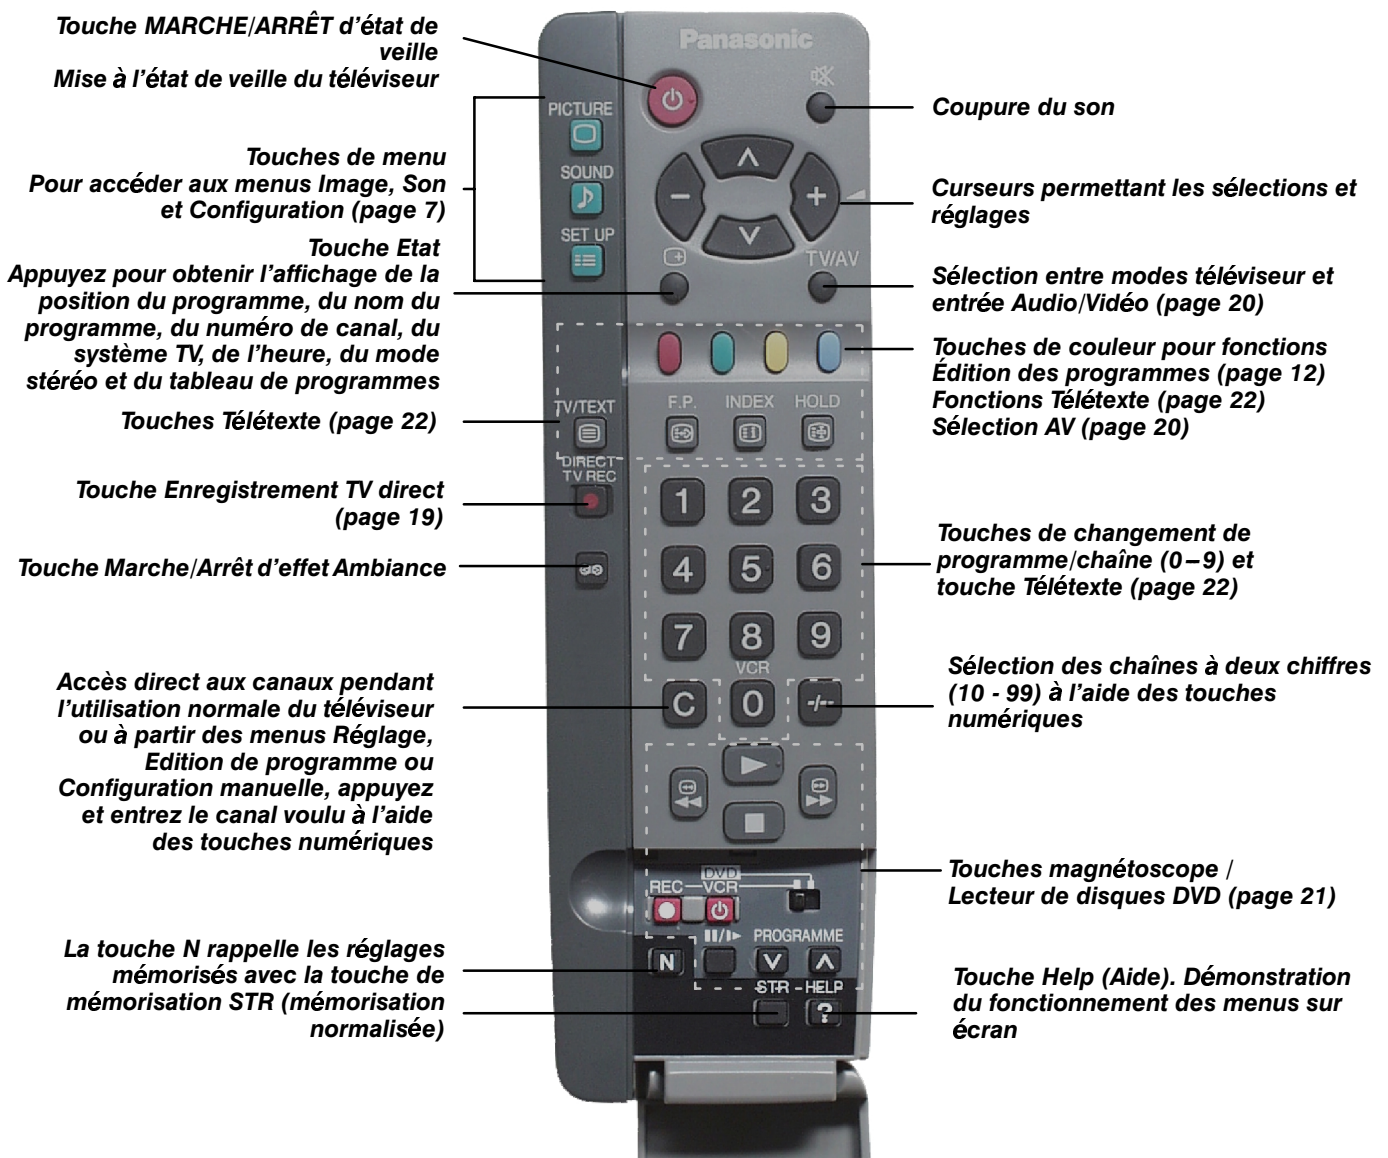 Touche MARCHE/ARRÊT d'état de
veille
Mise à l'état de veille du téléviseur
Touches de menu
Pour accéder aux menus Image, Son
et Configuration (page 7)
Touche Etat
Appuyez pour obtenir l'affichage de la
position du programme, du nom du
programme, du numéro de canal, du
système TV, de l'heure, du mode
stéréo et du tableau de programmes
Touches Télétexte (page 22)
Touche Enregistrement TV direct
(page 19)
Touche Marche/Arrêt d'effet Ambiance
Accès direct aux canaux pendant
l'utilisation normale du téléviseur
ou à partir des menus Réglage,
Edition de programme ou
Configuration manuelle, appuyez
et entrez le canal voulu à l'aide
des touches numériques
La touche N rappelle les réglages
mémorisés avec la touche de
mémorisation STR (mémorisation
normalisée)
Panasonic
PICTURE
SOUND
SET UP
TV/AV
TV/TEXT
F.P. INDEX HOLD
DIRECT
TV REC
1 2 3
4 5 6
7 8 9
VCR
C 0 -/--
DVD
REC VCR
PROGRAMME
N
STR HELP
?
Coupure du son
Curseurs permettant les sélections et
réglages
Sélection entre modes téléviseur et
entrée Audio/Vidéo (page 20)
Touches de couleur pour fonctions
Édition des programmes (page 12)
Fonctions Télétexte (page 22)
Sélection AV (page 20)
Touches de changement de
programme/chaîne (0–9) et
touche Télétexte (page 22)
Sélection des chaînes à deux chiffres
(10 - 99) à l'aide des touches
numériques
Touches magnétoscope /
Lecteur de disques DVD (page 21)
Touche Help (Aide). Démonstration
du fonctionnement des menus sur
écran